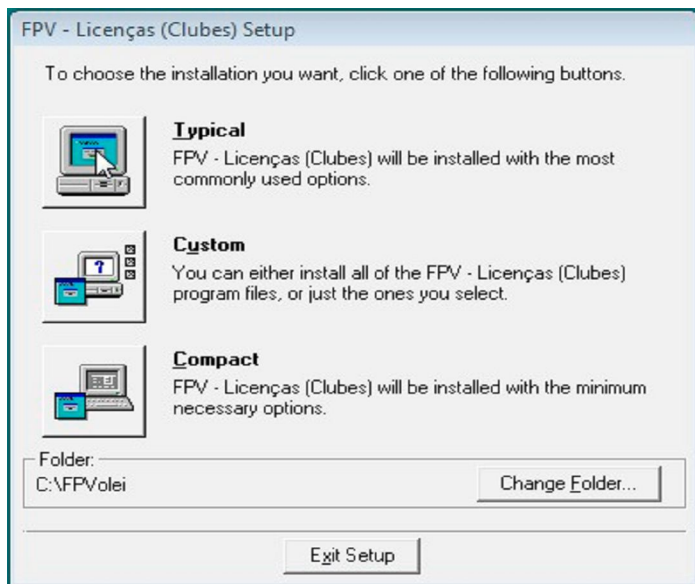 FPV - Licenças (Clubes) Setup
To choose the installation you want, click one of the following buttons.
Typical
FPV - Licenças (Clubes) will be installed with the most
commonly used options.
Custom
You can either install all of the FPV - Licenças (Clubes)
program files, or just the ones you select.
Compact
FPV - Licenças (Clubes) will be installed with the minimum
necessary options.
Folder:
C:\FPVolei
Change Folder...
Exit Setup